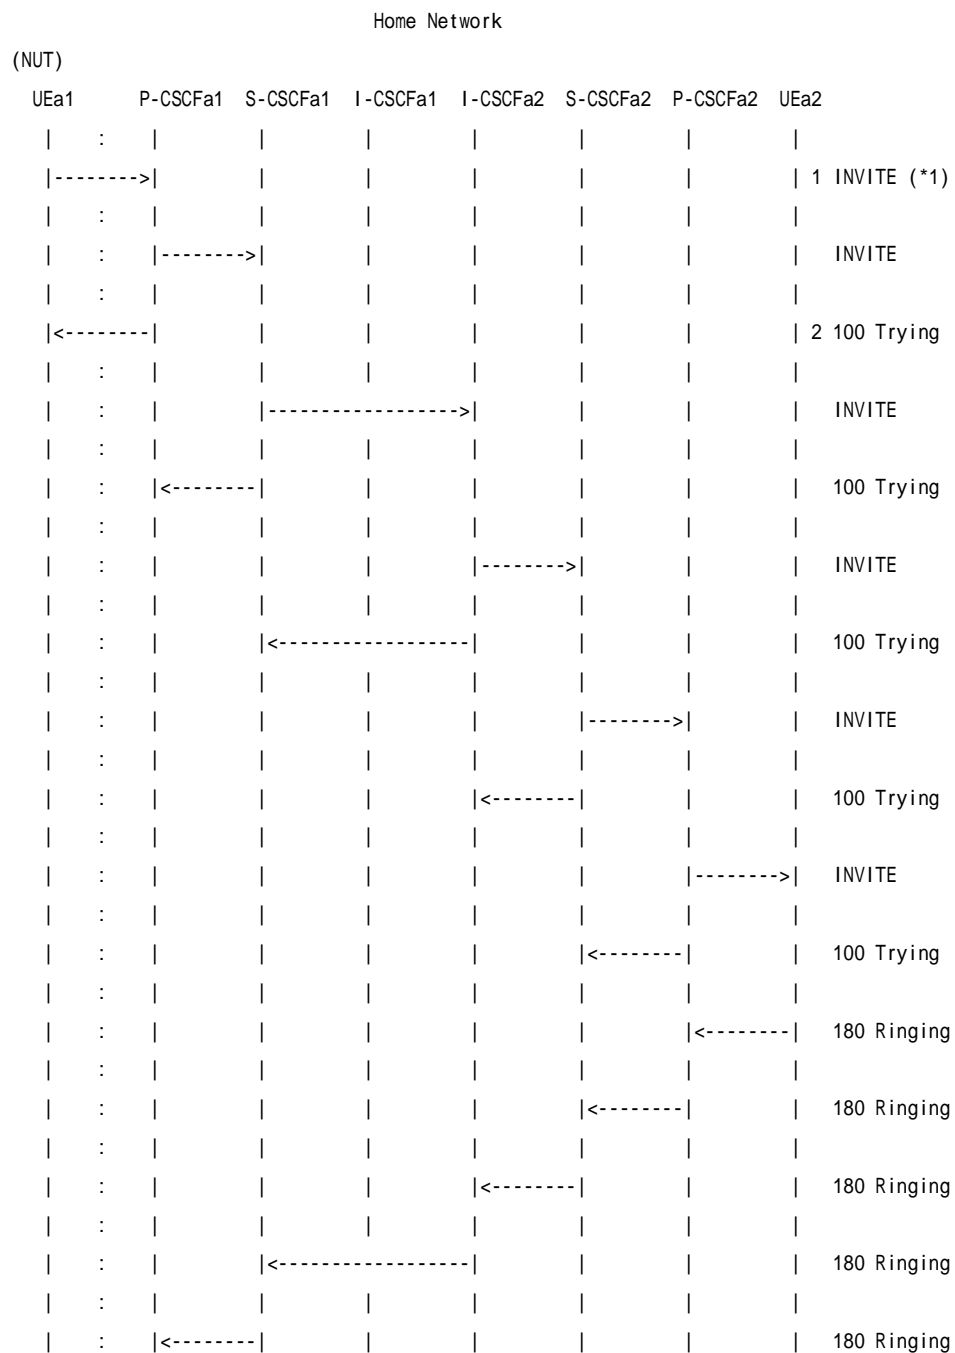 Home Network
(NUT)
UEa1 P-CSCFa1 S-CSCFa1 I-CSCFa1 I-CSCFa2 S-CSCFa2 P-CSCFa2 UEa2
| : | | | | | | |
|-------->| | | | | | | 1 INVITE (*1)
| : | | | | | | |
| : |-------->| | | | | | INVITE
| : | | | | | | |
|<--------| | | | | | | 2 100 Trying
| : | | | | | | |
| : | |------------------>| | | | INVITE
| : | | | | | | |
| : |<--------| | | | | | 100 Trying
| : | | | | | | |
| : | | | |-------->| | | INVITE
| : | | | | | | |
| : | |<------------------| | | | 100 Trying
| : | | | | | | |
| : | | | | |-------->| | INVITE
| : | | | | | | |
| : | | | |<--------| | | 100 Trying
| : | | | | | | |
| : | | | | | |-------->| INVITE
| : | | | | | | |
| : | | | | |<--------| | 100 Trying
| : | | | | | | |
| : | | | | | |<--------| 180 Ringing
| : | | | | | | |
| : | | | | |<--------| | 180 Ringing
| : | | | | | | |
| : | | | |<--------| | | 180 Ringing
| : | | | | | | |
| : | |<------------------| | | | 180 Ringing
| : | | | | | | |
| : |<--------| | | | | | 180 Ringing